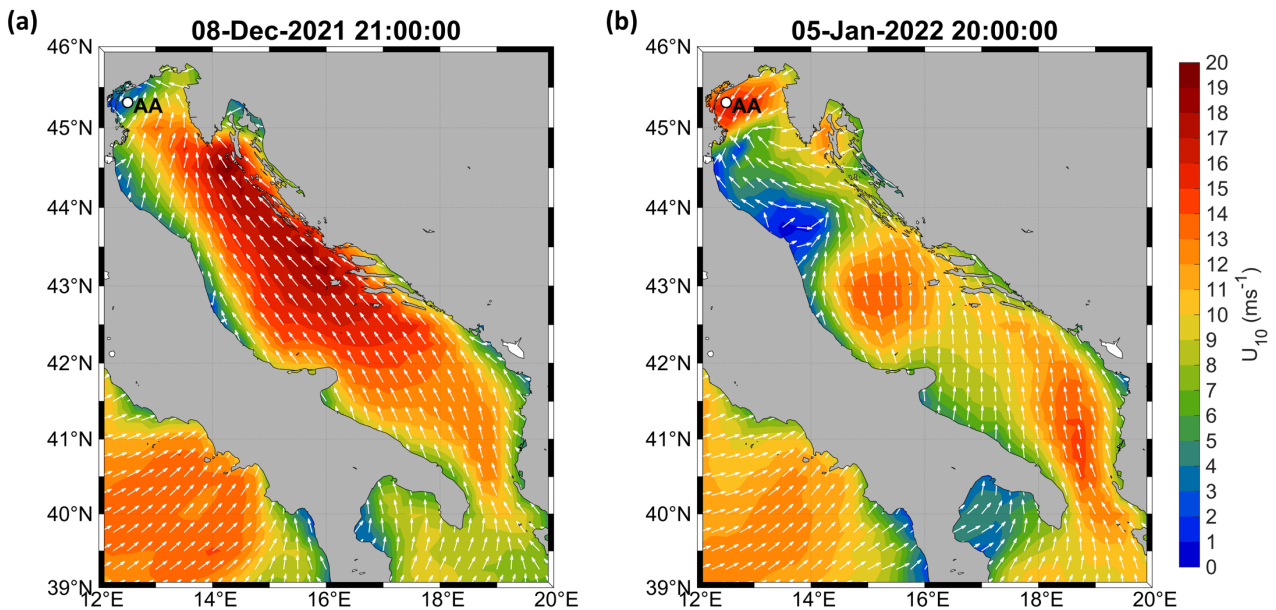 (a)
08-Dec-2021 21:00:00
46°N
45°N
44°N
43°N
42°N
41°N
40°N
39°N
12°E
14°E
16°E
18°E
20°E
AA
(b)
05-Jan-2022 20:00:00
46°N
45°N
44°N
43°N
42°N
41°N
40°N
39°N
12°E
14°E
16°E
18°E
20°E
AA
20
19
18
17
16
15
14
13
12
11
10
9
8
7
6
5
4
3
2
1
0
U10 (ms-1)